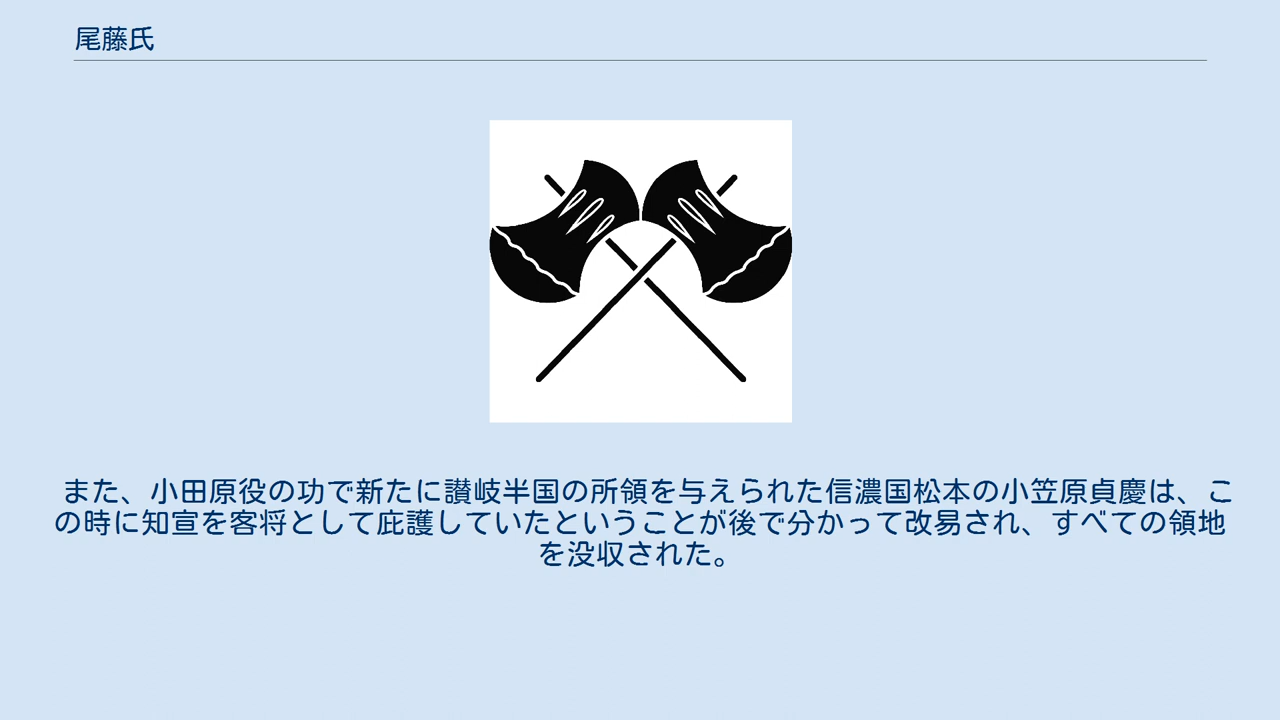 尾藤氏
また、小田原役の功で新たに讃岐半国の所領を与えられた信濃国松本の小笠原貞慶は、こ
の時に知宣を客将として庇護していたということが後で分かって改易され、すべての領地
を没収された。